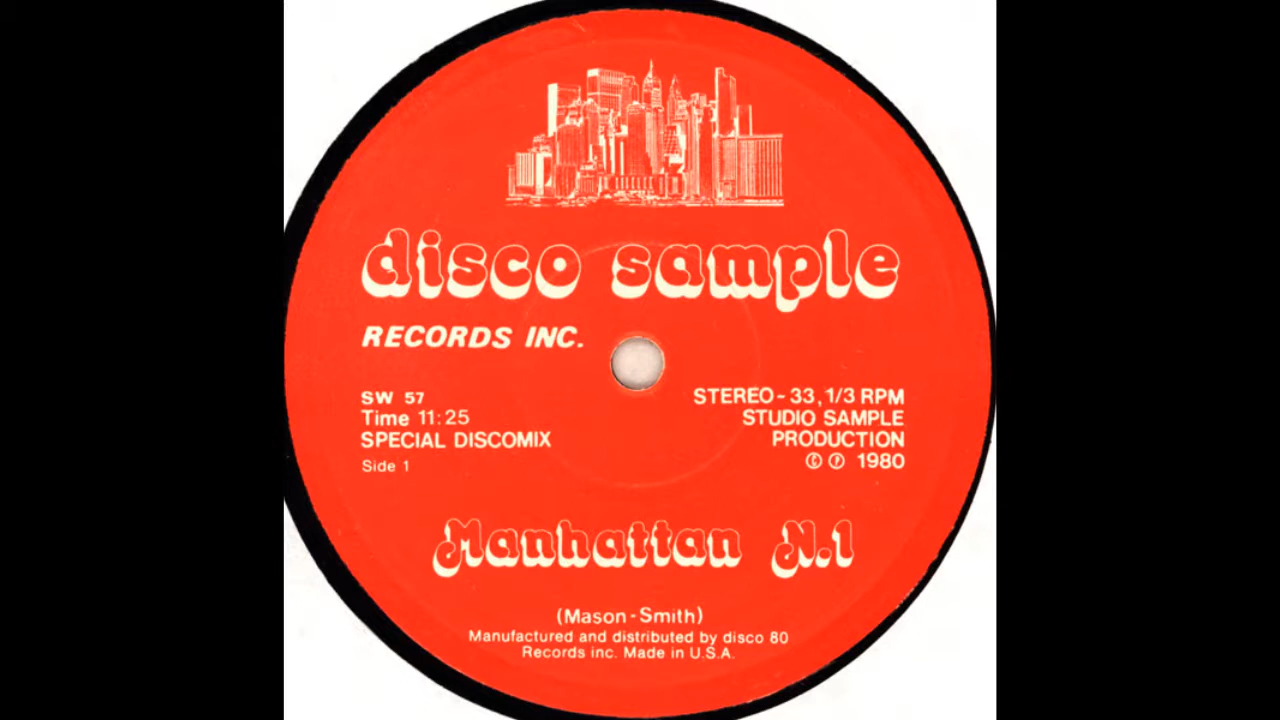 disco sample
RECORDS INC.
SW 57
Time 11:25
SPECIAL DISCOMIX
Side 1
STEREO - 33, 1/3 RPM
STUDIO SAMPLE
PRODUCTION
© ℗ 1980
Manhattan N.1
(Mason - Smith)
Manufactured and distributed by disco 80
Records inc. Made in U.S.A.